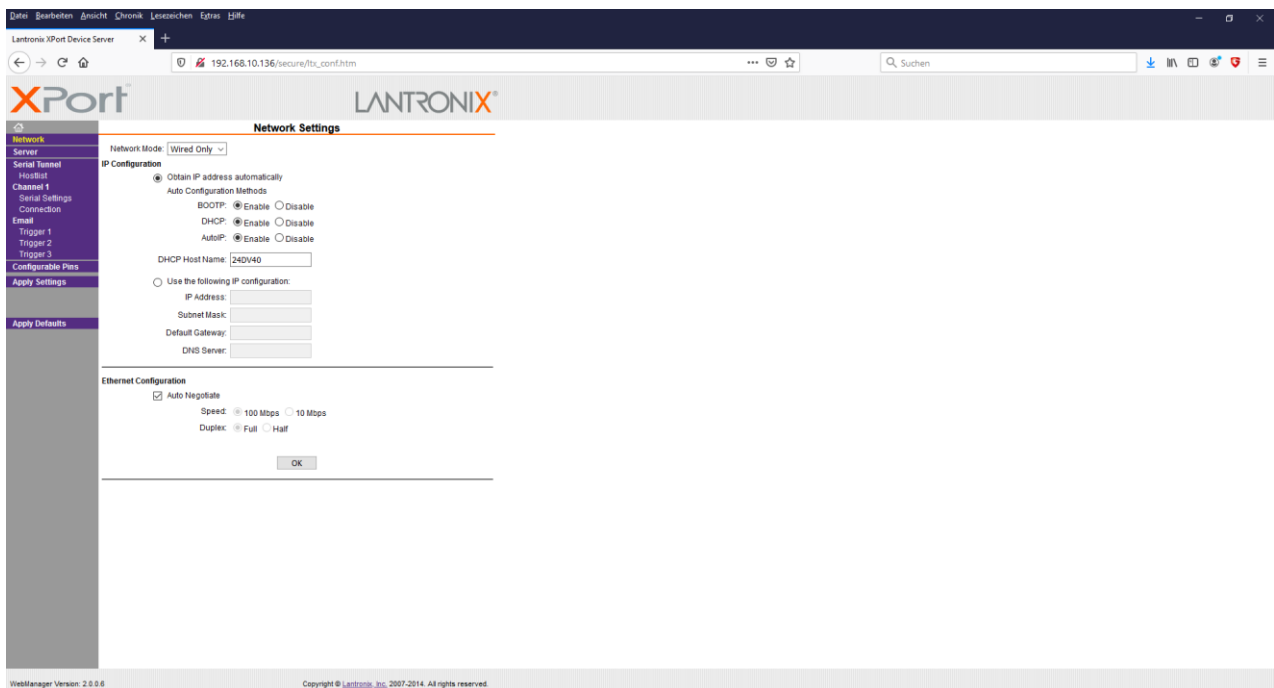 Datei Bearbeiten Ansicht Chronik Lesezeichen Extras Hilfe
Lantronix XPort Device Server
192.168.10.136/secure/ltx_conf.htm
Suchen
XPort
LANTRONIX®
Network
Server
Serial Tunnel
Hostlist
Channel 1
Serial Settings
Connection
Email
Trigger 1
Trigger 2
Trigger 3
Configurable Pins
Apply Settings
Apply Defaults
Network Settings
Network Mode: Wired Only
IP Configuration
Obtain IP address automatically
Auto Configuration Methods
BOOTP: Enable Disable
DHCP: Enable Disable
AutoIP: Enable Disable
DHCP Host Name: 24DV40
Use the following IP configuration:
IP Address:
Subnet Mask:
Default Gateway:
DNS Server:
Ethernet Configuration
Auto Negotiate
Speed: 100 Mbps 10 Mbps
Duplex: Full Half
OK
WebManager Version: 2.0.0.6
Copyright © Lantronix, Inc. 2007-2014. All rights reserved.